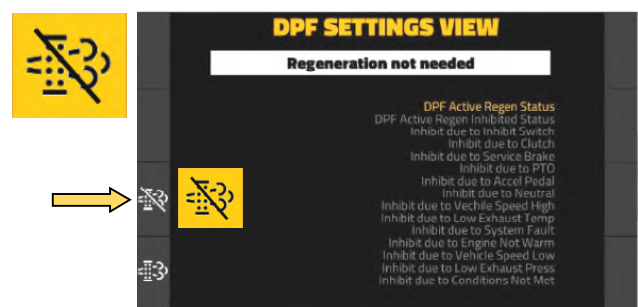 DPF SETTINGS VIEW
Regeneration not needed
DPF Active Regen Status
DPF Active Regen Inhibited Status
Inhibit due to Inhibit Switch
Inhibit due to Clutch
Inhibit due to Service Brake
Inhibit due to PTO
Inhibit due to Accel Pedal
Inhibit due to Neutral
Inhibit due to Vechile Speed High
Inhibit due to Low Exhaust Temp
Inhibit due to System Fault
Inhibit due to Engine Not Warm
Inhibit due to Vehicle Speed Low
Inhibit due to Low Exhaust Press
Inhibit due to Conditions Not Met